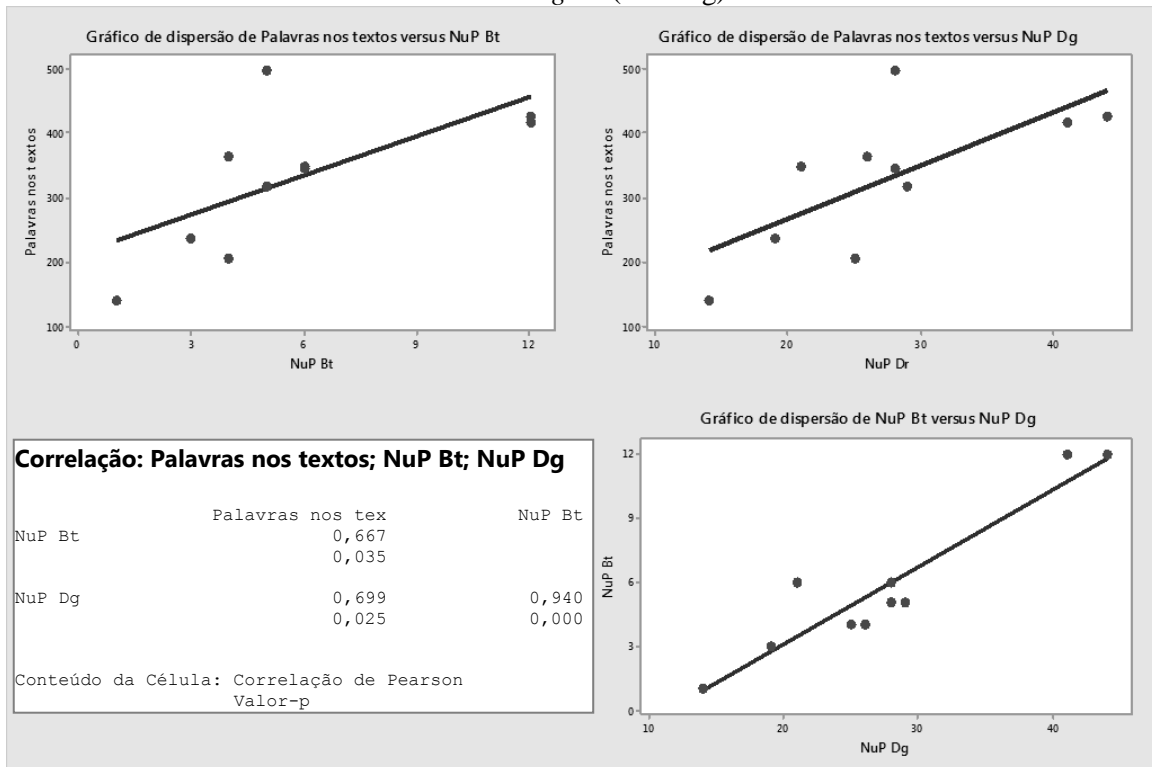 Gráfico de dispersão de Palavras nos textos versus NuP Bt
500
400
300
200
100
Palavras nos textos
0 3 6 9 12
NuP Bt
Gráfico de dispersão de Palavras nos textos versus NuP Dg
500
400
300
200
100
Palavras nos textos
10 20 30 40
NuP Dr
Correlação: Palavras nos textos; NuP Bt; NuP Dg
Palavras nos tex NuP Bt
NuP Bt 0,667
0,035
NuP Dg 0,699 0,940
0,025 0,000
Conteúdo da Célula: Correlação de Pearson
Valor-p
Gráfico de dispersão de NuP Bt versus NuP Dg
12
9
6
3
0
NuP Bt
10 20 30 40
NuP Dg